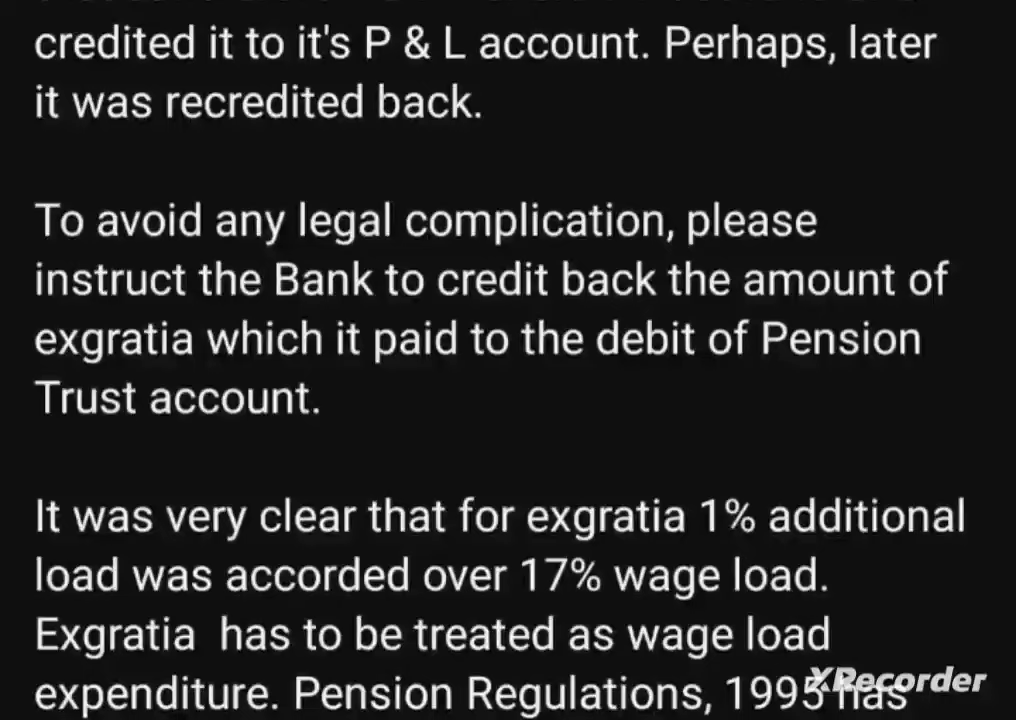 credited it to it's P & L account. Perhaps, later
it was recredited back.
To avoid any legal complication, please
instruct the Bank to credit back the amount of
exgratia which it paid to the debit of Pension
Trust account.
It was very clear that for exgratia 1% additional
load was accorded over 17% wage load.
Exgratia has to be treated as wage load
expenditure. Pension Regulations, 1995 has
XRecorder